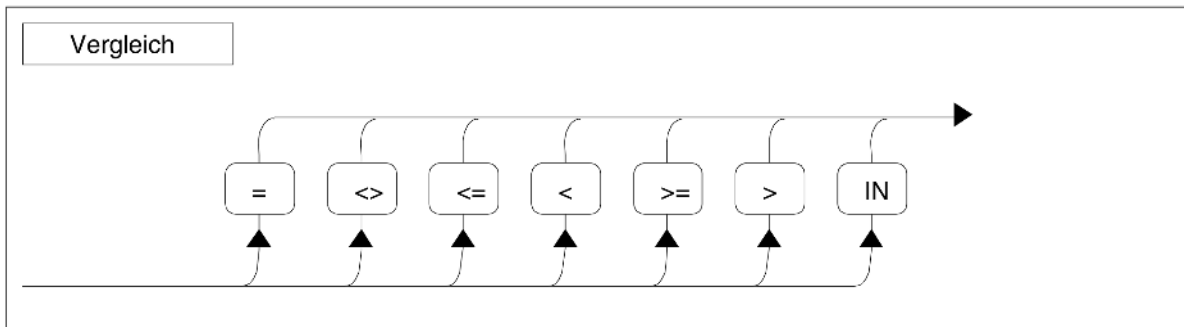 Vergleich
= <> <= < >= > IN